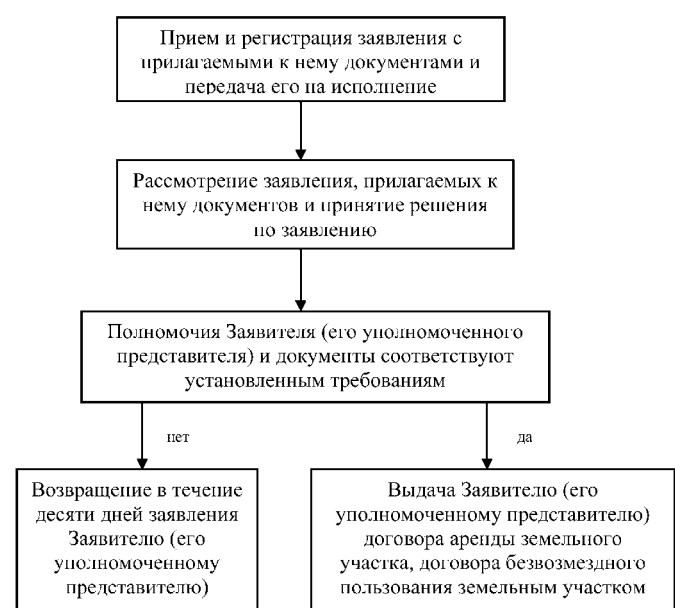 Прием и регистрация заявления с
прилагаемыми к нему документами и
передача его на исполнение
Рассмотрение заявления, прилагаемых к
нему документов и принятие решения
по заявлению
Полномочия Заявителя (его уполномоченного
представителя) и документы соответствуют
установленным требованиям
нет
да
Возвращение в течение
десяти дней заявления
Заявителю (его
уполномоченному
представителю)
Выдача Заявителю (его
уполномоченному представителю)
договора аренды земельного
участка, договора безвозмездного
пользования земельным участком